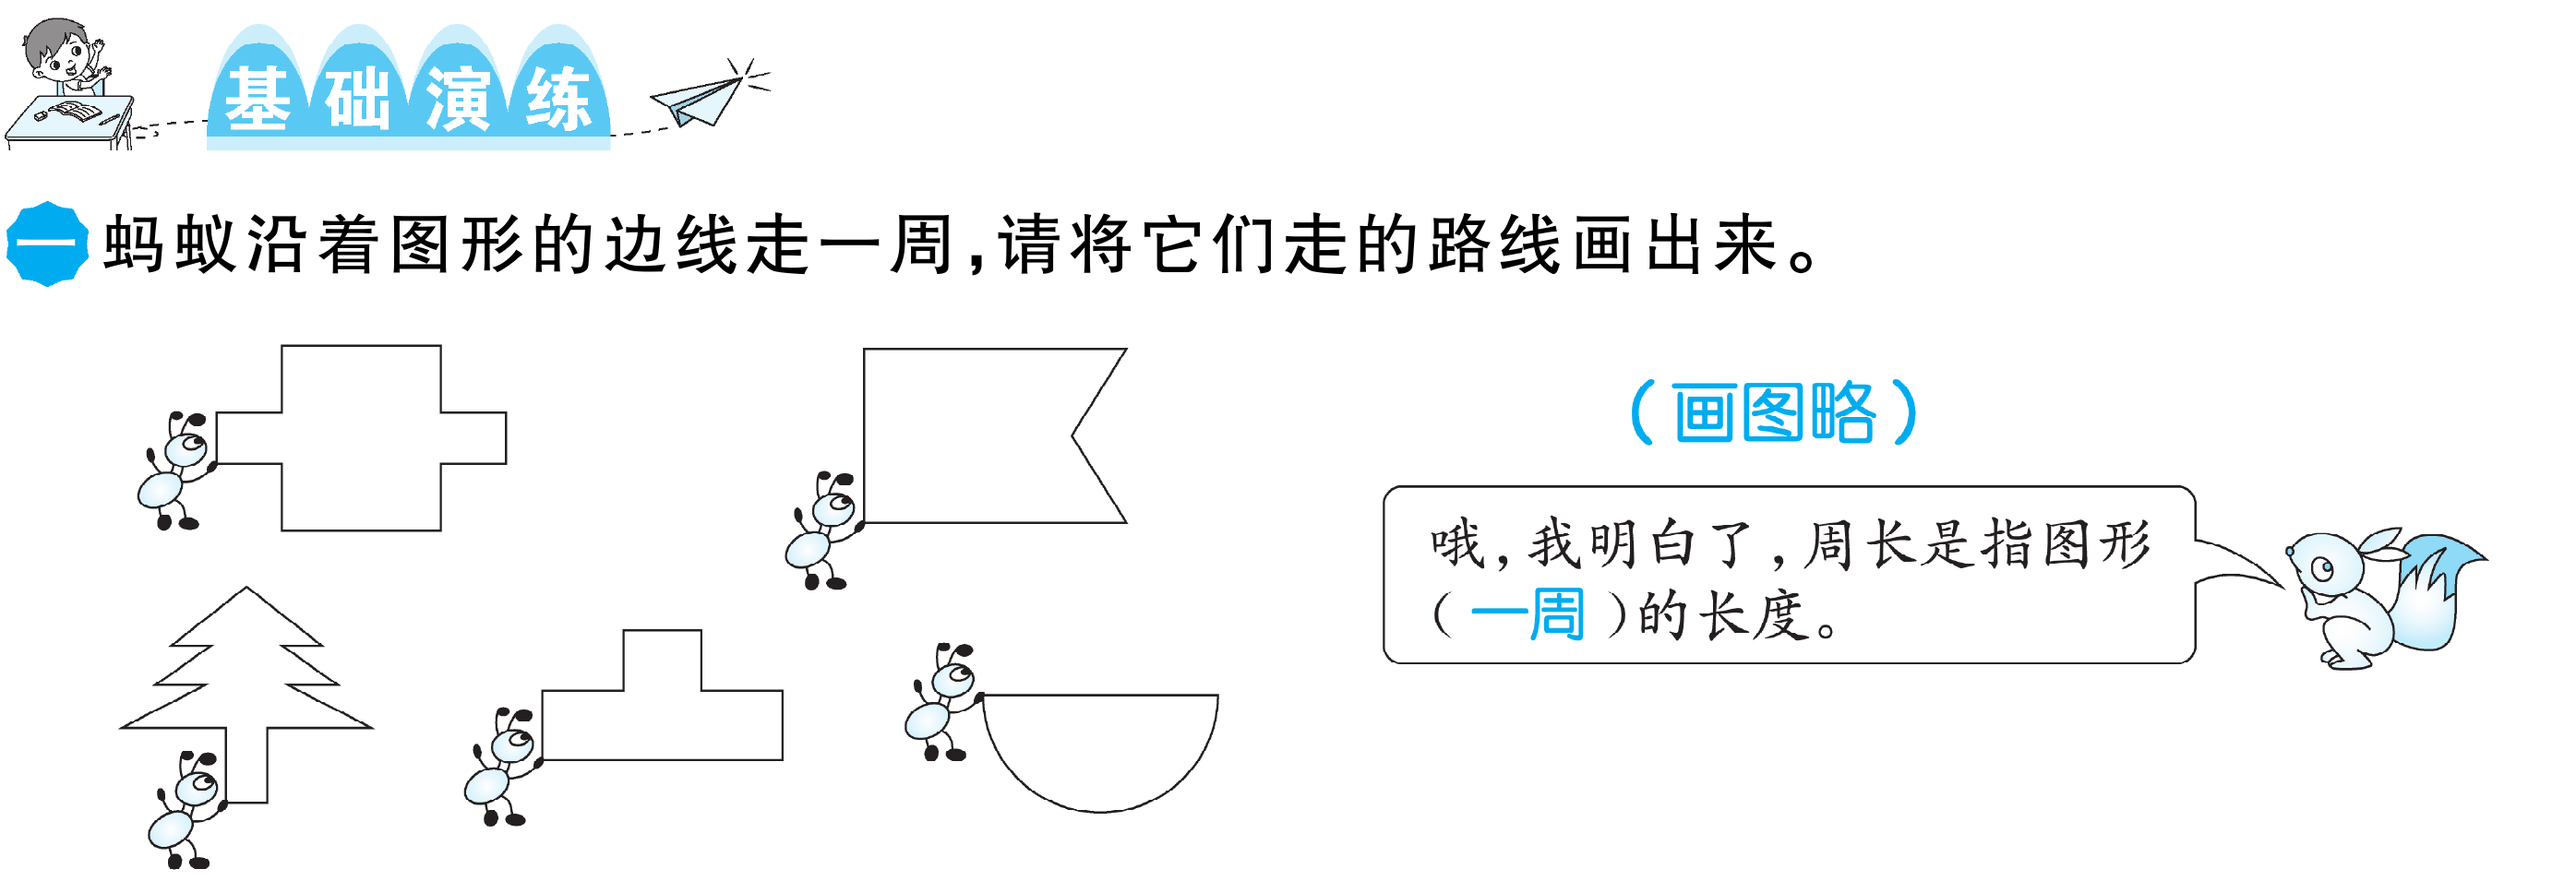 基础演练
一 蚂蚁沿着图形的边线走一周,请将它们走的路线画出来。
(画图略)
哦,我明白了,周长是指图形
(一周)的长度。